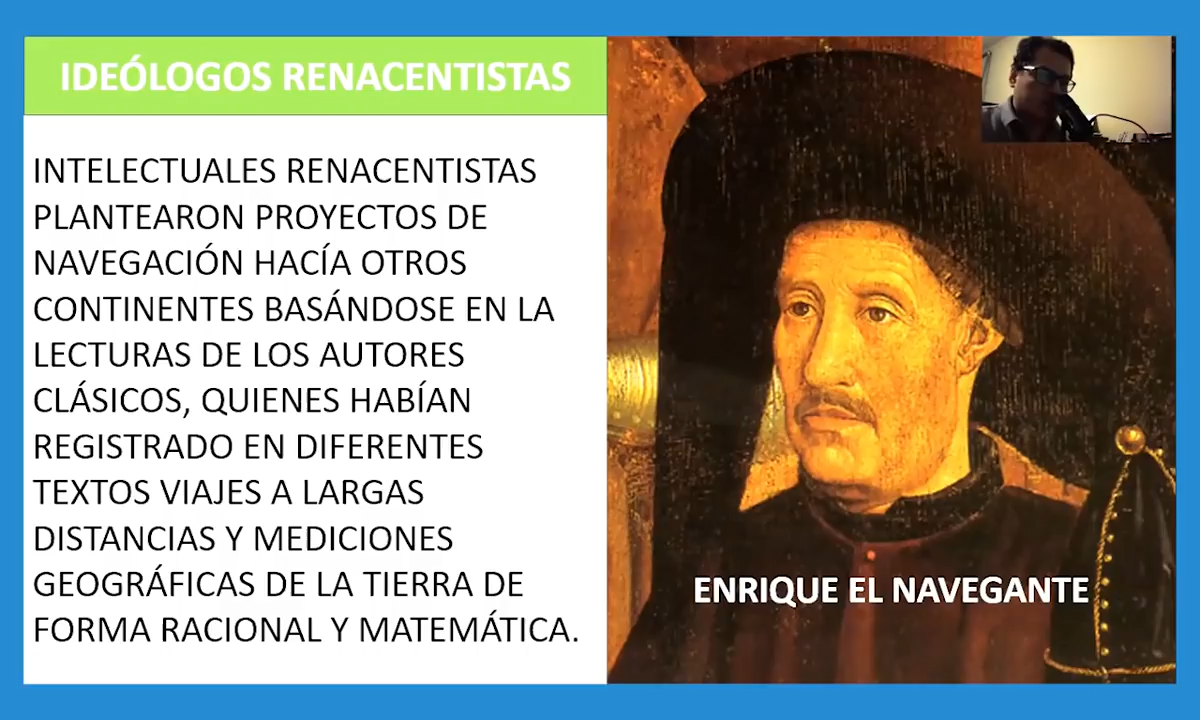 IDEÓLOGOS RENACENTISTAS
INTELECTUALES RENACENTISTAS
PLANTEARON PROYECTOS DE
NAVEGACIÓN HACÍA OTROS
CONTINENTES BASÁNDOSE EN LA
LECTURAS DE LOS AUTORES
CLÁSICOS, QUIENES HABÍAN
REGISTRADO EN DIFERENTES
TEXTOS VIAJES A LARGAS
DISTANCIAS Y MEDICIONES
GEOGRÁFICAS DE LA TIERRA DE
FORMA RACIONAL Y MATEMÁTICA.
ENRIQUE EL NAVEGANTE